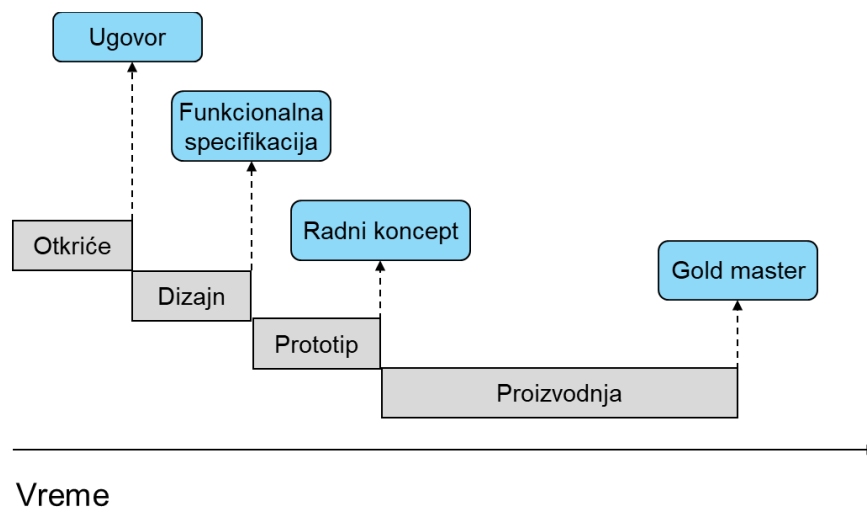 Ugovor
Funkcionalna
specifikacija
Radni koncept
Otkriće
Gold master
Dizajn
Prototip
Proizvodnja
Vreme